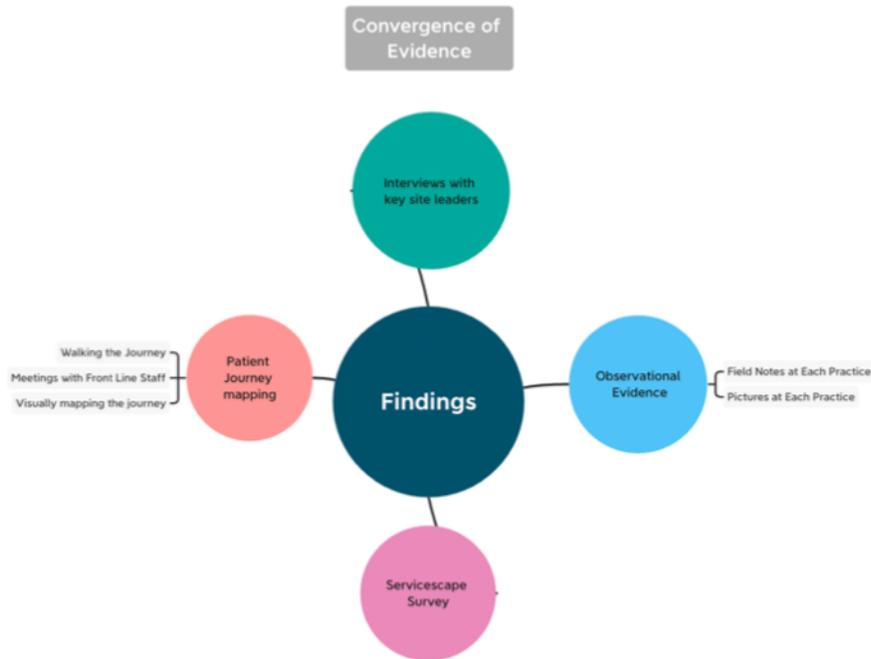 Convergence of
Evidence
Interviews with
key site leaders
Patient
Journey
mapping
Walking the Journey
Meetings with Front Line Staff
Visually mapping the journey
Findings
Observational
Evidence
Field Notes at Each Practice
Pictures at Each Practice
Servicescape
Survey